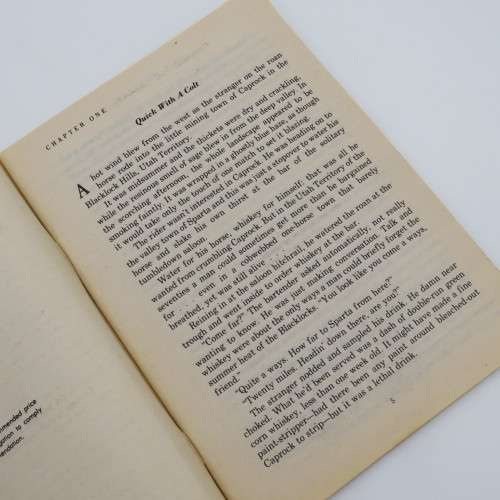 CHAPTER ONE
Quick With A Colt
A hot wind blew from the west as the stranger on the roan
horse rode into the little mining town of Caprock in the
Blacklock Hills, Utah Territory.
It was midsummer and the thickets were dry and crackling,
while the resinous smell of sage blew in from the deep valley. In
the scorching afternoon, the whole landscape appeared to be
smoking faintly. It was wrapped in a ghostly blue haze, as though
it would take only the touch of one match to set it blazing.
The rider wasn't interested in Caprock. He was heading on to
the valley town of Sparta and this was just a stopover to water his
horse and slake his own thirst at the bar of the solitary
tumbledown saloon.
Water for his horse; whiskey for himself: that was all he
wanted from crumbling Caprock. But in the Utah Territory of the
seventies a man could sometimes get more than he bargained
for even in a cobwebbed one-horse town that barely
breathed, yet was still alive
Reining in at the saloon hitchrail, he watered the roan at the
trough and went inside to order whiskey at the bar.
"Come far?" The bartender asked automatically, not really
wanting to know. He was just making conversation. Talk and
whiskey were about the only ways a man could briefly forget the
summer heat of the Blacklocks. "You look like you come a ways,
friend."
"Quite a ways. How far to Sparta from here?"
"Twenty miles. Headin' down there, are you?"
The stranger nodded and sampled his drink. He damn near
choked. What he'd been served was a dash of double-run green
corn whiskey, less than one week old. It might have made a fine
paint-stripper—had there been any paint around bleached-out
Caprock to strip—but it was a lethal drink.
5
mmended price
igation to comply
mendation.